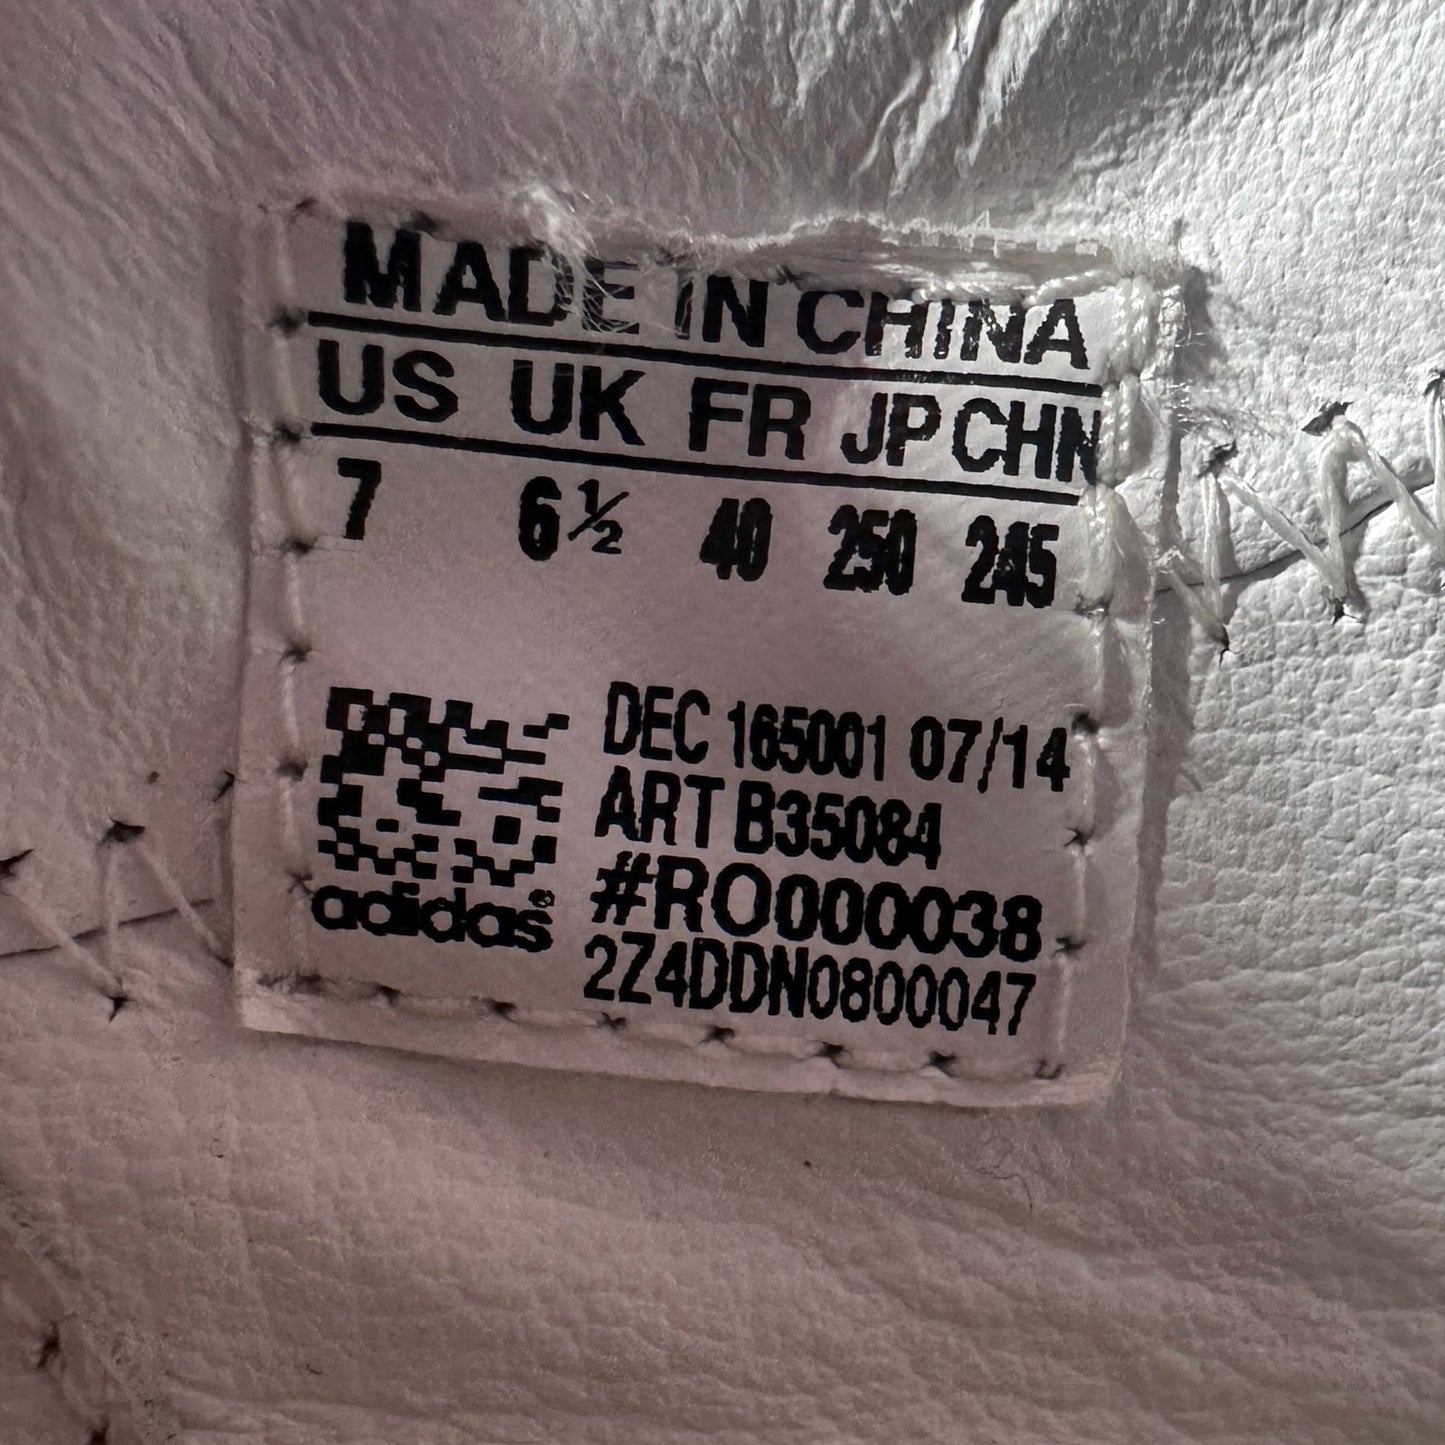 MADE IN CHINA
US UK FR JP CHN
7 6½ 40 250 245
DEC 165001 07/14
ART B35084
#RO000038
2Z4DDN0800047
adidas®